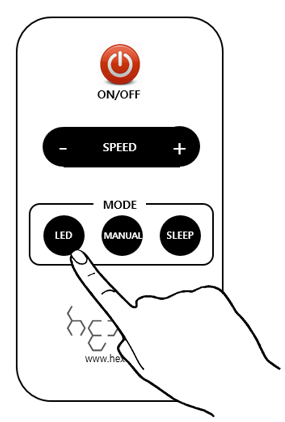 ON/OFF
- SPEED +
MODE
LED MANUAL SLEEP
www.hex